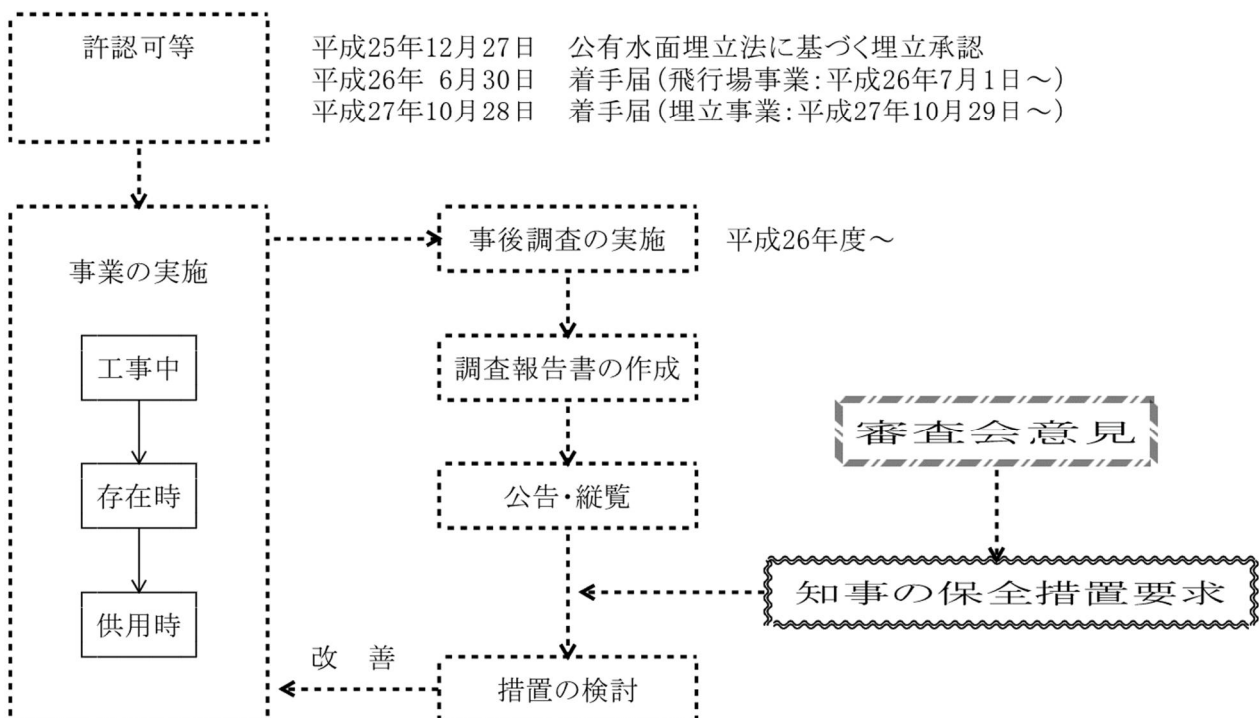 許認可等
平成25年12月27日　公有水面埋立法に基づく埋立承認
平成26年 6月30日　着手届（飛行場事業：平成26年7月1日～）
平成27年10月28日　着手届（埋立事業：平成27年10月29日～）
事業の実施
工事中
存在時
供用時
事後調査の実施
平成26年度～
調査報告書の作成
公告・縦覧
審査会意見
知事の保全措置要求
措置の検討
改　善